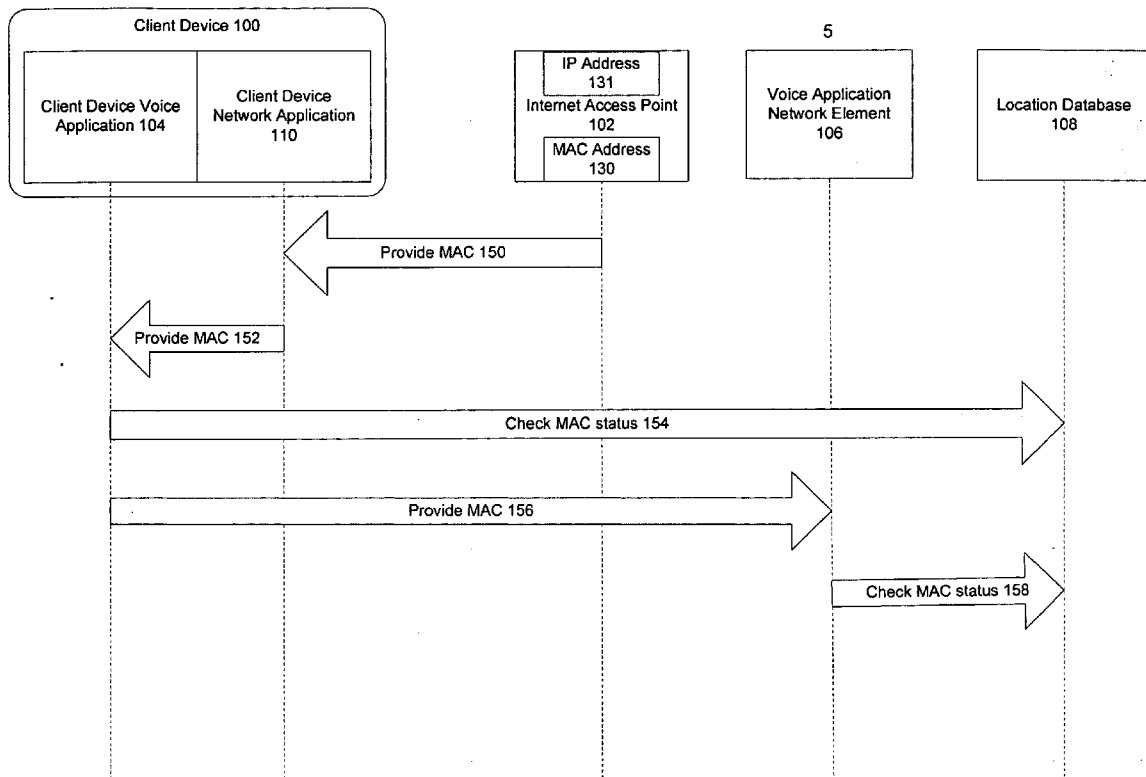 Client Device 100
5
Client Device Voice
Application 104
Client Device
Network Application
110
IP Address
131
Internet Access Point
102
MAC Address
130
Voice Application
Network Element
106
Location Database
108
Provide MAC 150
Provide MAC 152
Check MAC status 154
Provide MAC 156
Check MAC status 158